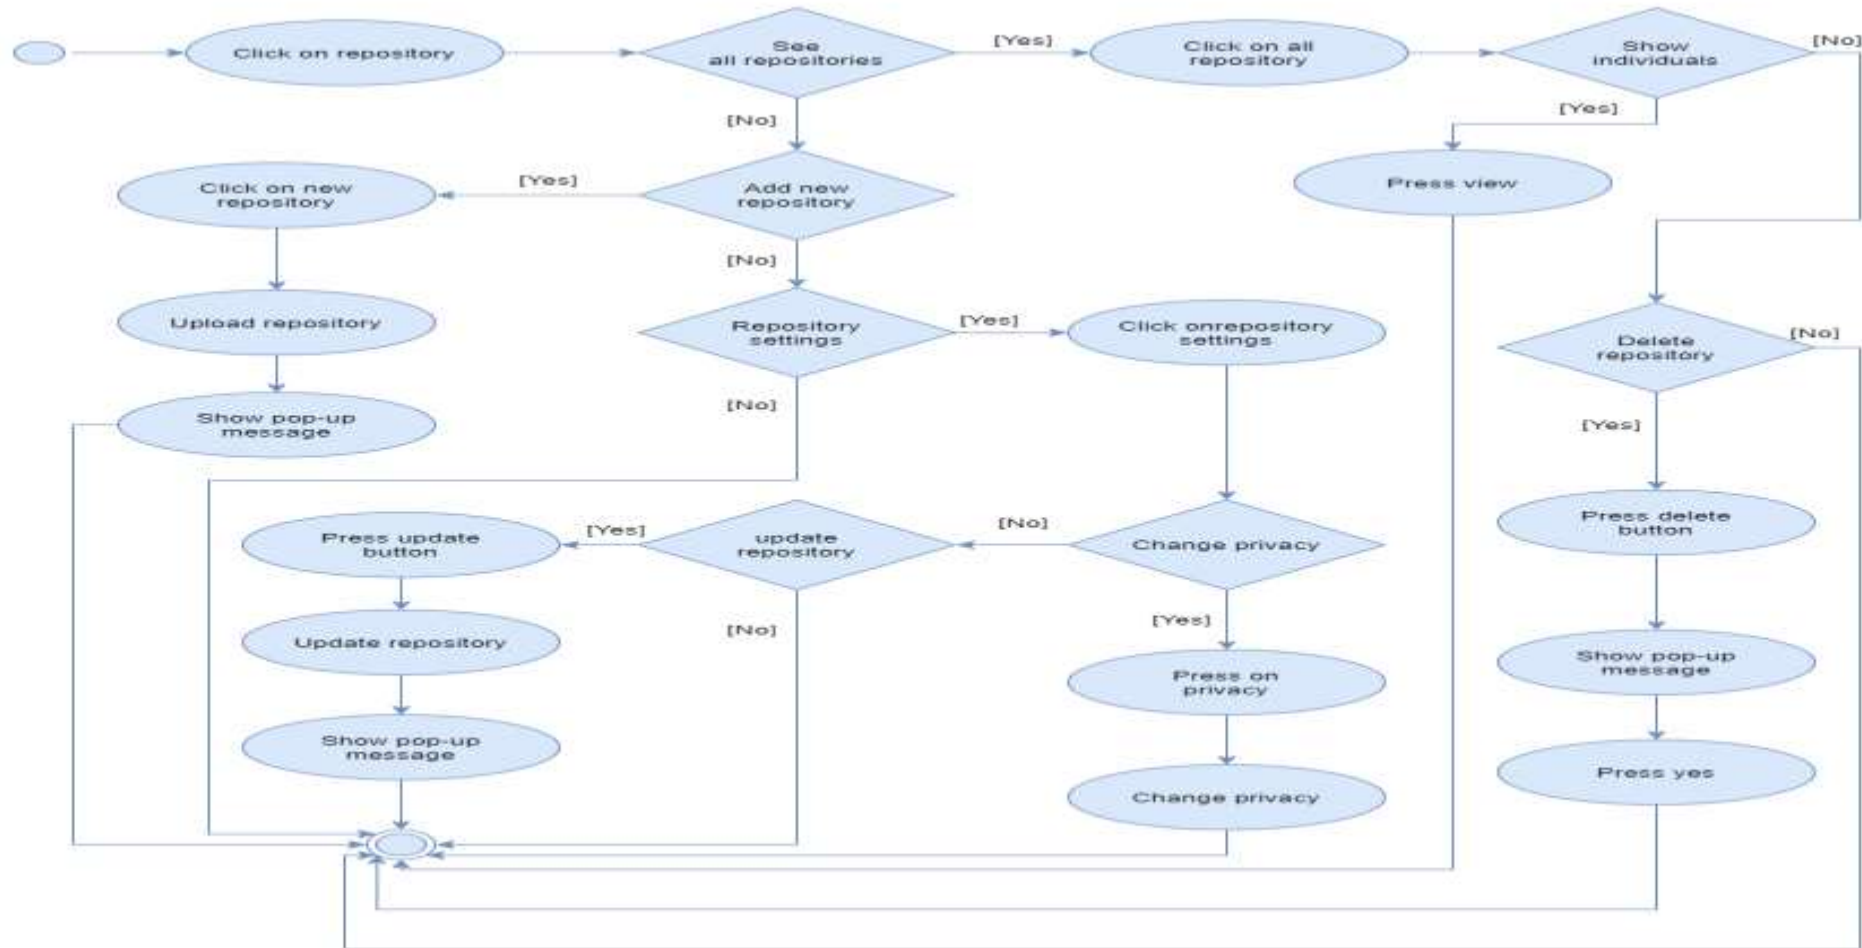 Click on repository
See
all repositories
[Yes]
Click on all
repository
Show
individuals
[No]
[Yes]
[No]
Press view
Click on new
repository
[Yes]
Add new
repository
[No]
Upload repository
Repository
settings
[Yes]
Click onrepository
settings
Delete
repository
[No]
[No]
Show pop-up
message
[Yes]
Press update
button
[Yes]
update
repository
[No]
Change privacy
Press delete
button
[No]
[Yes]
Update repository
Press on
privacy
Show pop-up
message
Show pop-up
message
Change privacy
Press yes